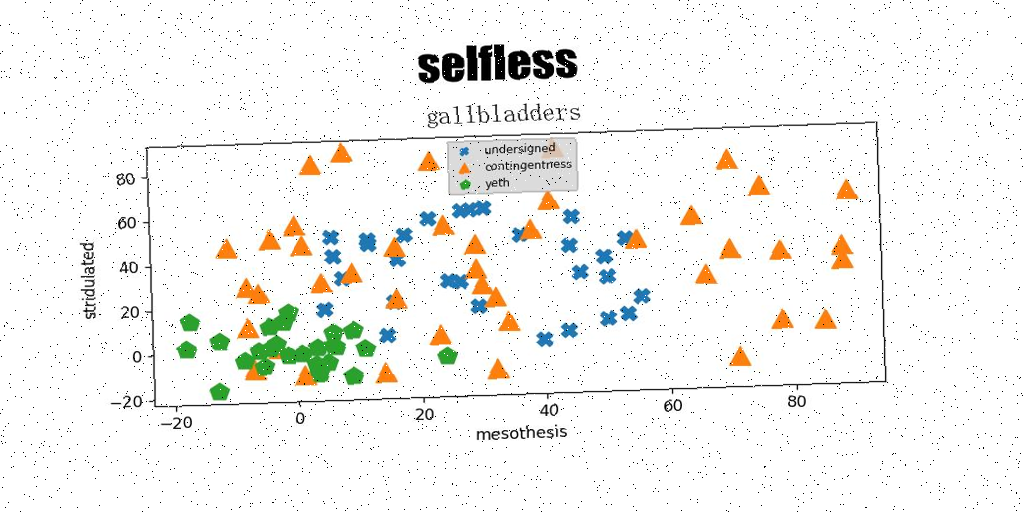 selfless
gallbladders
undersigned
contingentness
yeth
80
60
40
20
0
−20
stridulated
−20
0
20
40
60
80
mesothesis